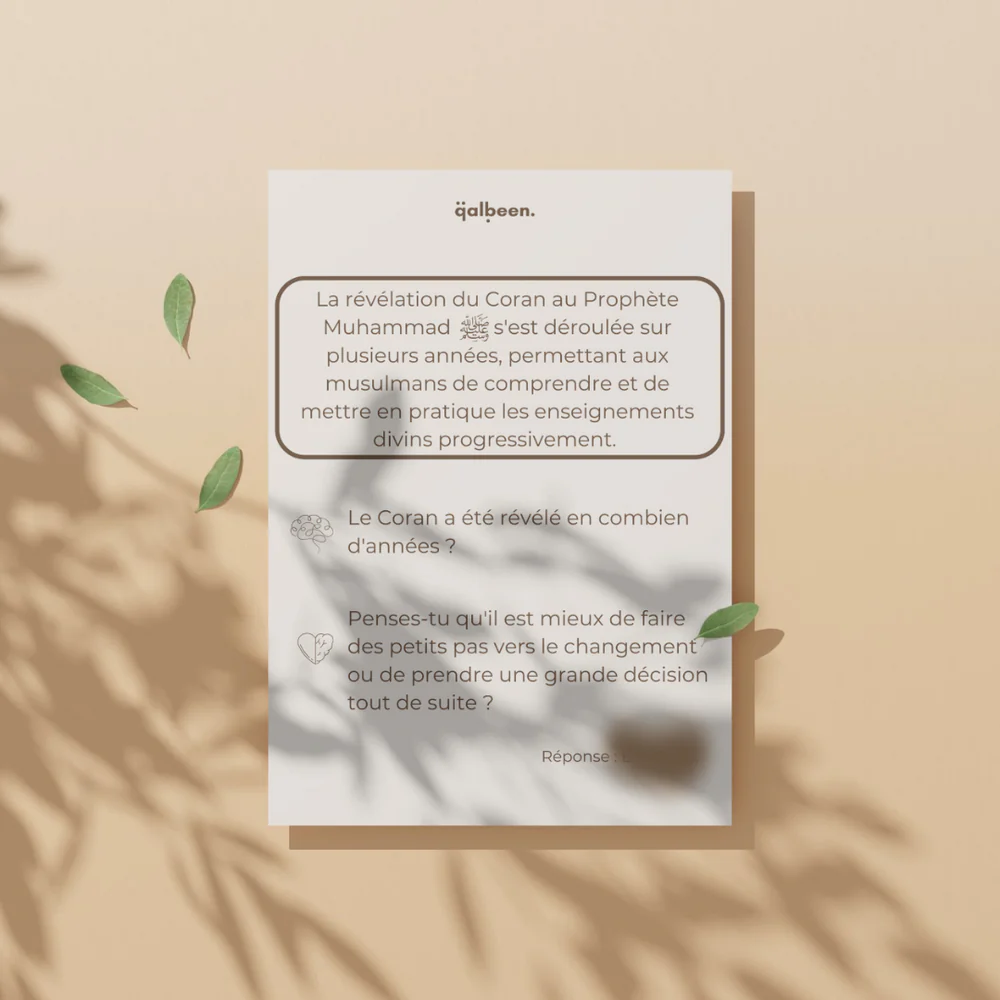 q̈alḅeen.
La révélation du Coran au Prophète
Muhammad ﷺ s'est déroulée sur
plusieurs années, permettant aux
musulmans de comprendre et de
mettre en pratique les enseignements
divins progressivement.
Le Coran a été révélé en combien
d'années ?
Penses-tu qu'il est mieux de faire
des petits pas vers le changement
ou de prendre une grande décision
tout de suite ?
Réponse :